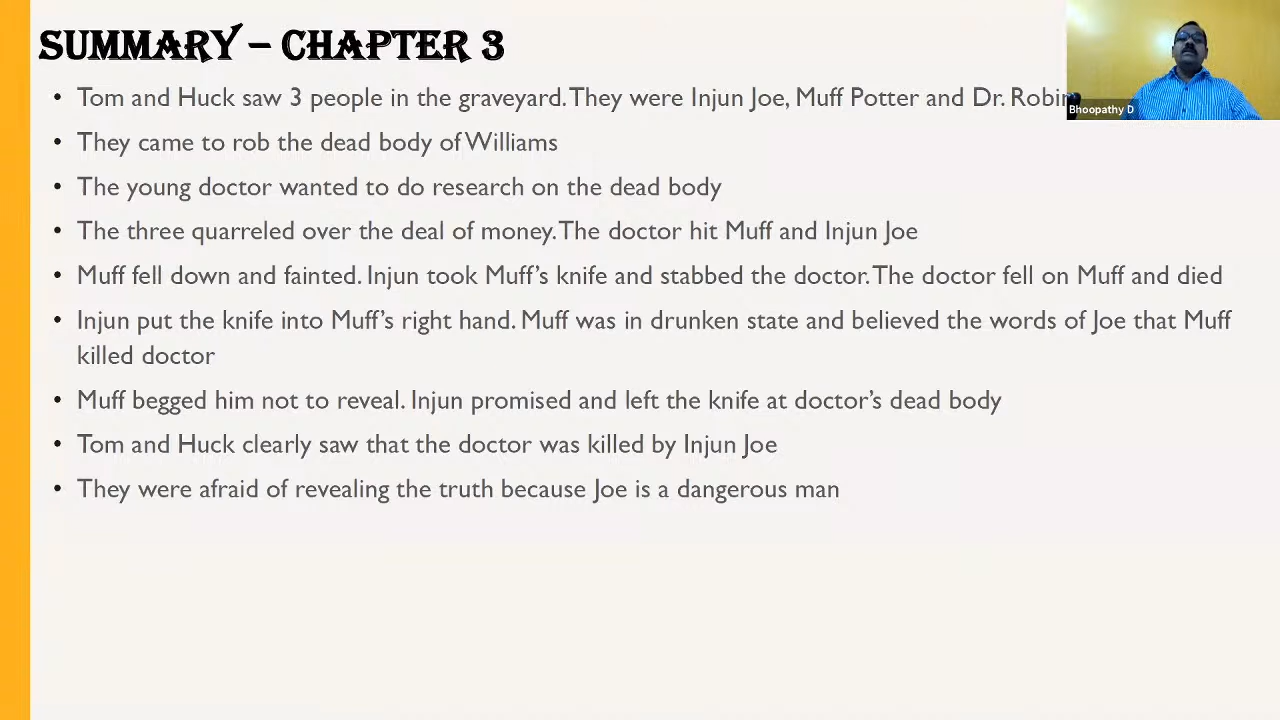 SUMMARY – CHAPTER 3
• Tom and Huck saw 3 people in the graveyard. They were Injun Joe, Muff Potter and Dr. Robin
Bhoopathy D
• They came to rob the dead body of Williams
• The young doctor wanted to do research on the dead body
• The three quarreled over the deal of money. The doctor hit Muff and Injun Joe
• Muff fell down and fainted. Injun took Muff’s knife and stabbed the doctor. The doctor fell on Muff and died
• Injun put the knife into Muff’s right hand. Muff was in drunken state and believed the words of Joe that Muff
killed doctor
• Muff begged him not to reveal. Injun promised and left the knife at doctor’s dead body
• Tom and Huck clearly saw that the doctor was killed by Injun Joe
• They were afraid of revealing the truth because Joe is a dangerous man